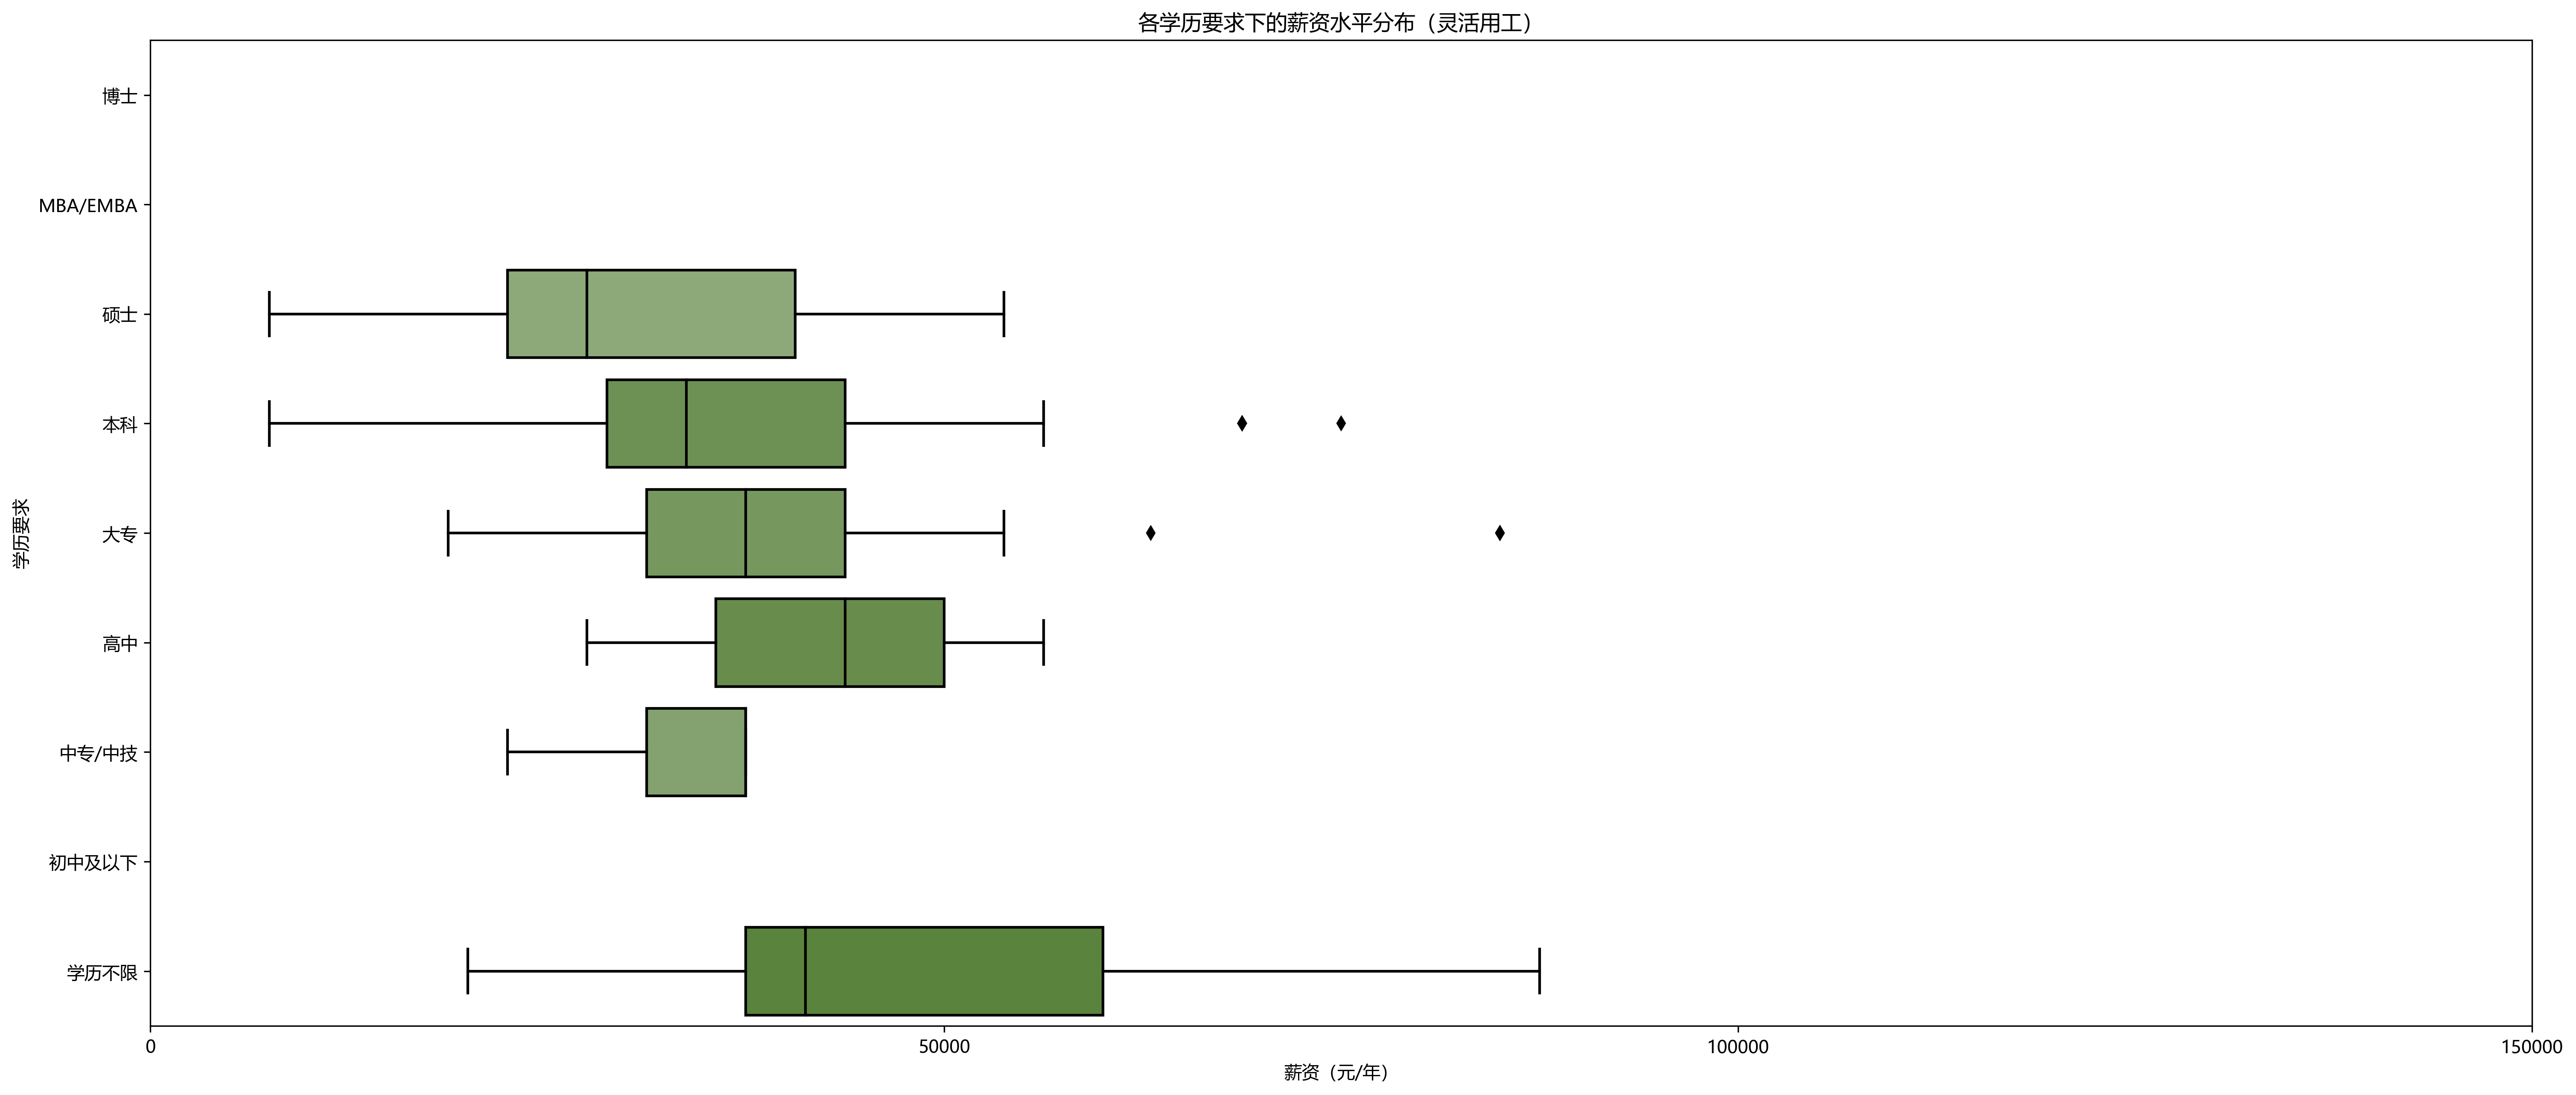 各学历要求下的薪资水平分布（灵活用工）
博士
MBA/EMBA
硕士
本科
大专
高中
中专/中技
初中及以下
学历不限
学历要求
0
50000
100000
150000
薪资（元/年）